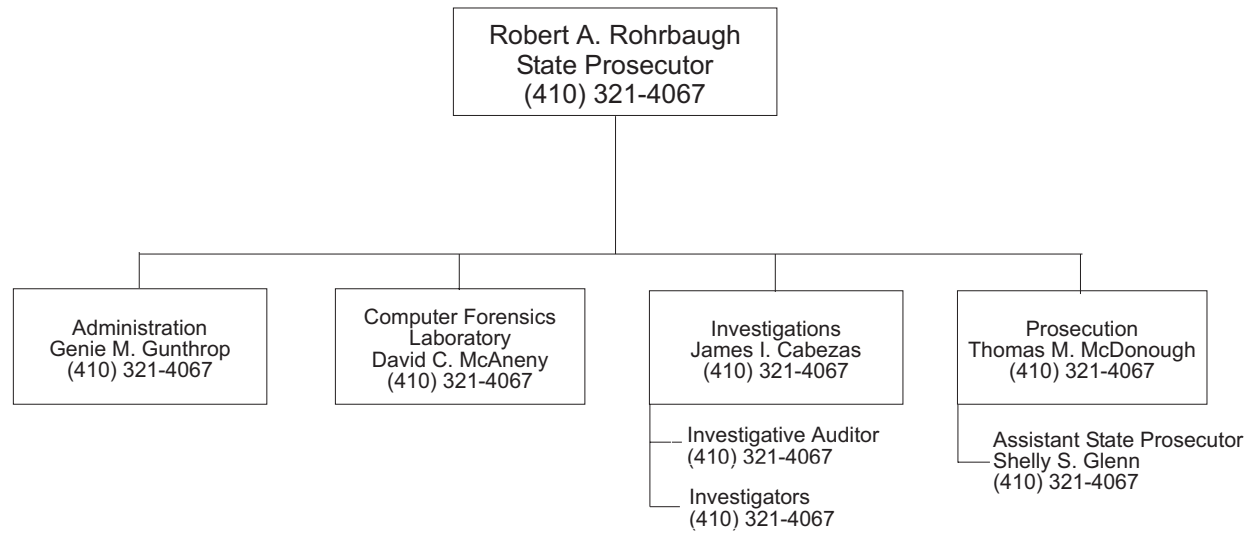 Robert A. Rohrbaugh
State Prosecutor
(410) 321-4067
Administration
Genie M. Gunthrop
(410) 321-4067
Computer Forensics
Laboratory
David C. McAneny
(410) 321-4067
Investigations
James I. Cabezas
(410) 321-4067
Investigative Auditor
(410) 321-4067
Investigators
(410) 321-4067
Prosecution
Thomas M. McDonough
(410) 321-4067
Assistant State Prosecutor
Shelly S. Glenn
(410) 321-4067